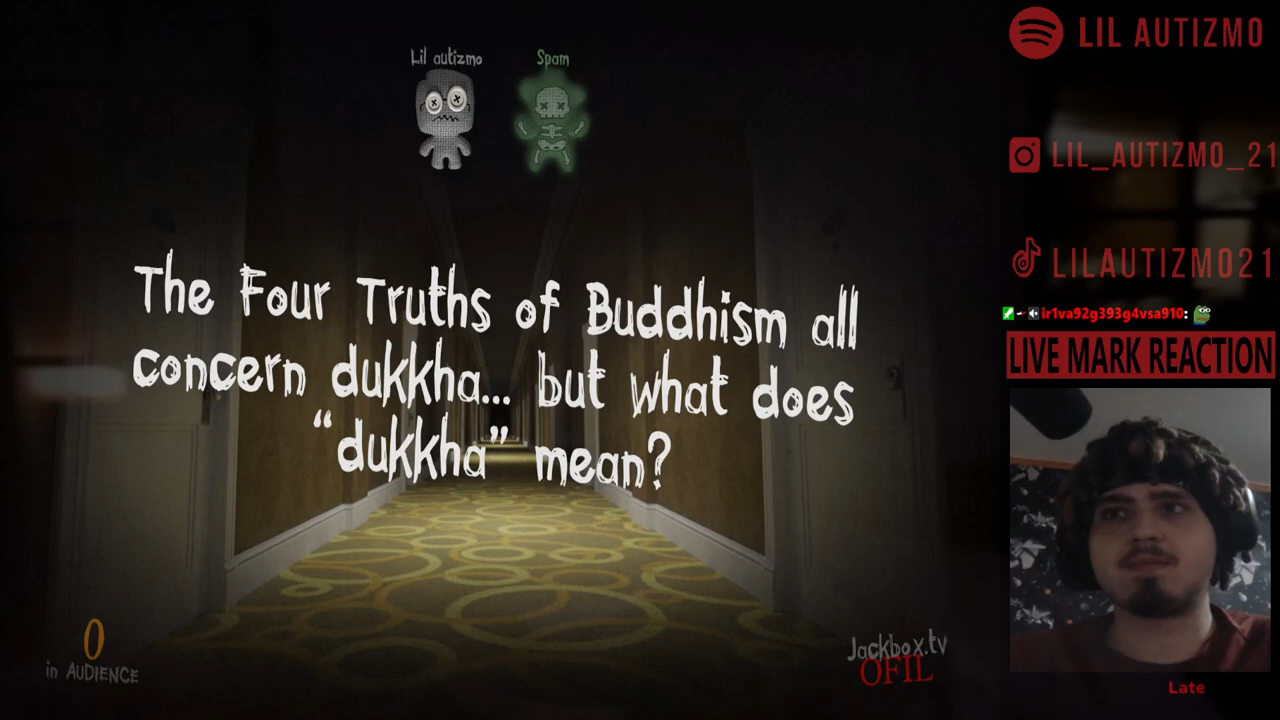 Lil autizmo
Spam
The Four Truths of Buddhism all
concern dukkha... but what does
“dukkha” mean?
0
in AUDIENCE
Jackbox.tv
OFIL
LIL AUTIZMO
LIL_AUTIZMO_21
LILAUTIZMO21
ir1va92g393g4vsa910:
LIVE MARK REACTION
Late